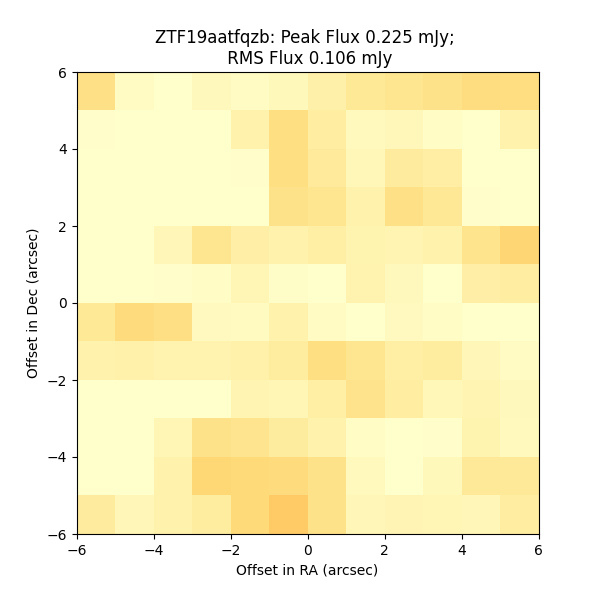 ZTF19aatfqzb: Peak Flux 0.225 mJy;
RMS Flux 0.106 mJy
6
4
2
0
−2
−4
−6
Offset in Dec (arcsec)
−6 −4 −2 0 2 4 6
Offset in RA (arcsec)